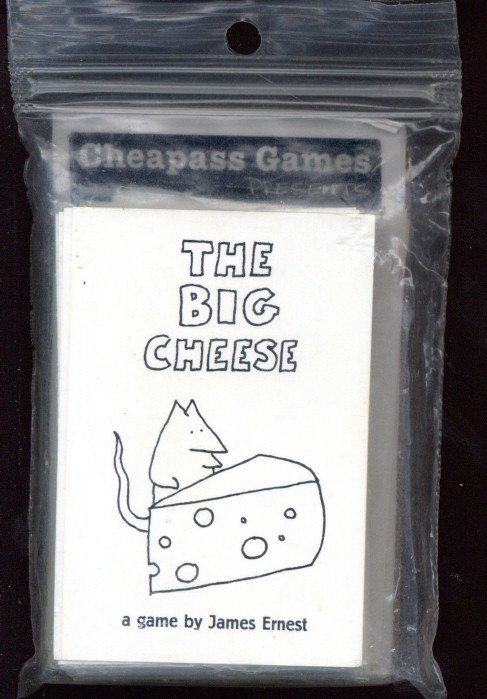 Cheapass Games
PRESENTS
THE
BIG
CHEESE
a game by James Ernest